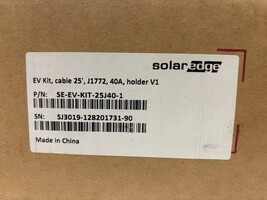 solaredge
EV Kit, cable 25', J1772, 40A, holder V1
P/N: SE-EV-KIT-25J40-1
SN: SJ3019-128201731-90
Made in China